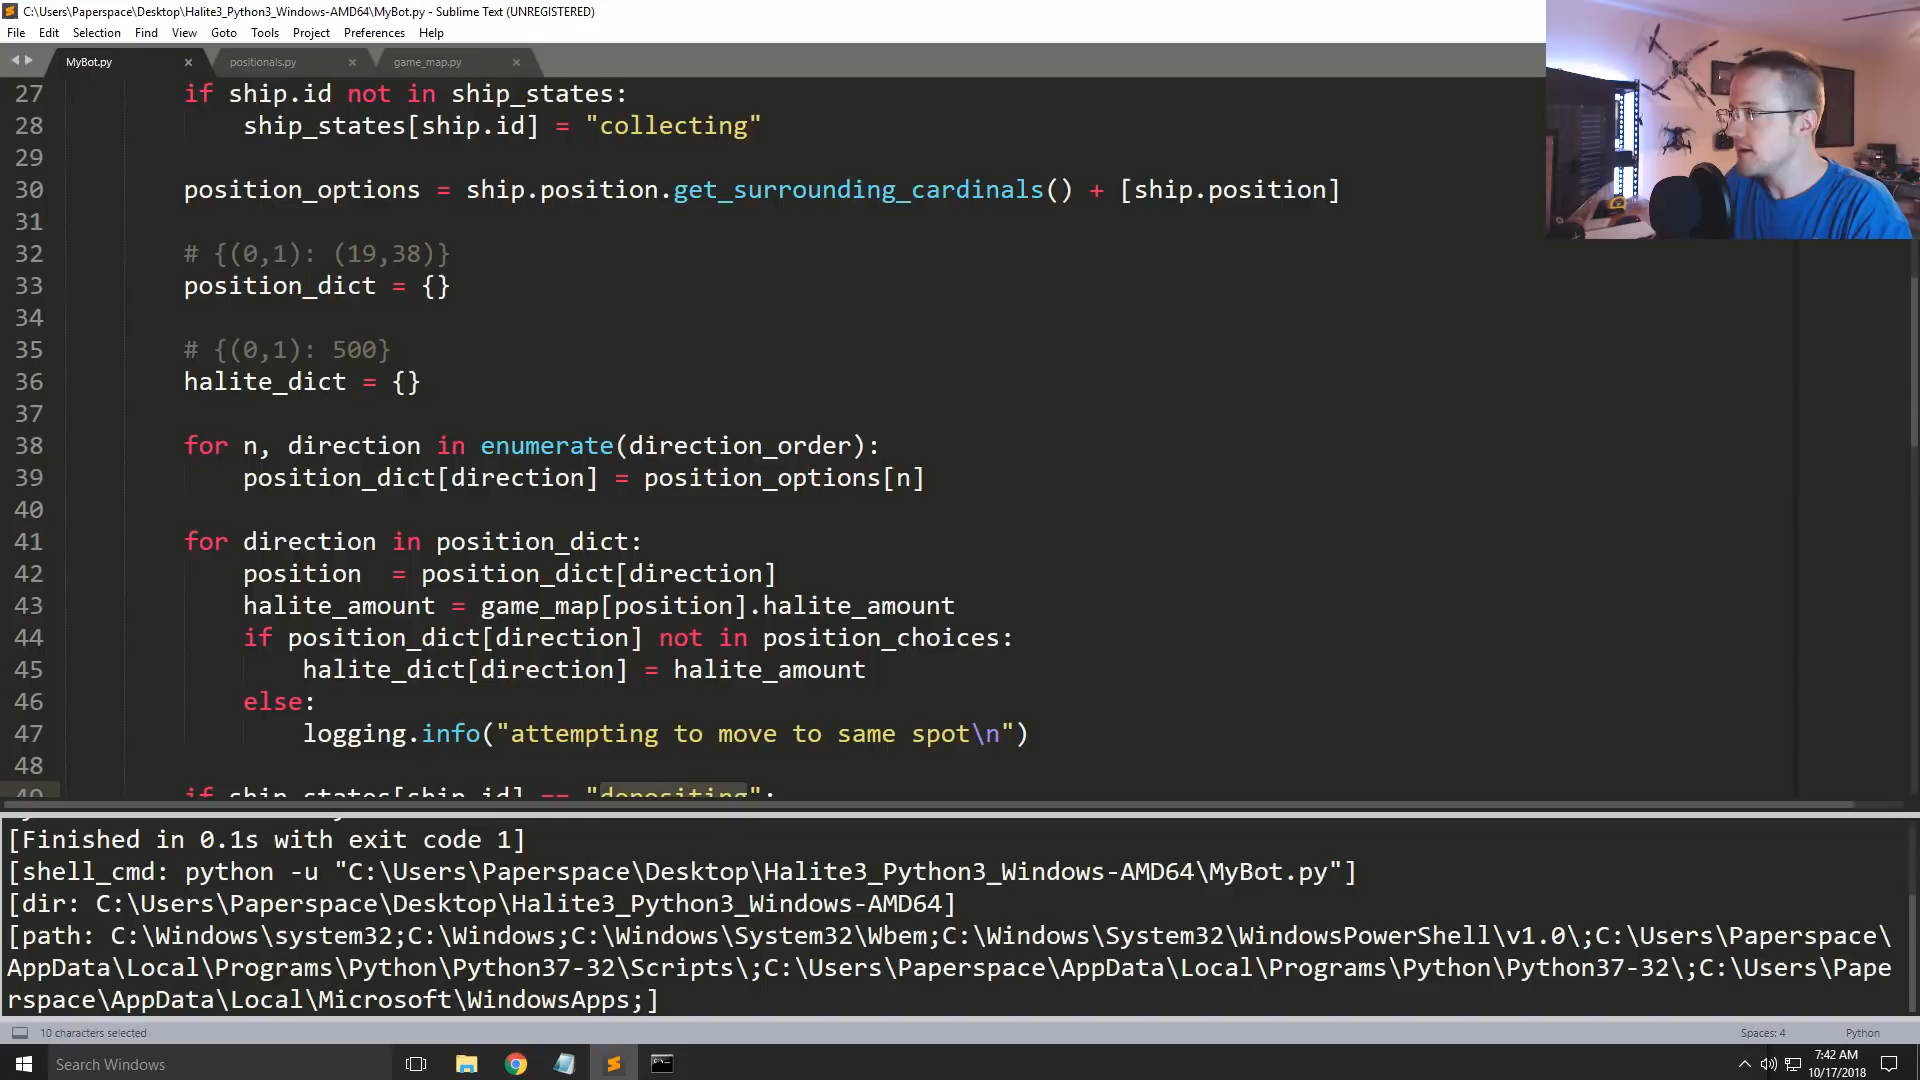 C:\Users\Paperspace\Desktop\Halite3_Python3_Windows-AMD64\MyBot.py - Sublime Text (UNREGISTERED)
File Edit Selection Find View Goto Tools Project Preferences Help
MyBot.py × positionals.py × game_map.py ×
27 if ship.id not in ship_states:
28 ship_states[ship.id] = "collecting"
29
30 position_options = ship.position.get_surrounding_cardinals() + [ship.position]
31
32 # {(0,1): (19,38)}
33 position_dict = {}
34
35 # {(0,1): 500}
36 halite_dict = {}
37
38 for n, direction in enumerate(direction_order):
39 position_dict[direction] = position_options[n]
40
41 for direction in position_dict:
42 position  = position_dict[direction]
43 halite_amount = game_map[position].halite_amount
44 if position_dict[direction] not in position_choices:
45 halite_dict[direction] = halite_amount
46 else:
47 logging.info("attempting to move to same spot\n")
48
49 if ship_states[ship.id] == "depositing":
[Finished in 0.1s with exit code 1]
[shell_cmd: python -u "C:\Users\Paperspace\Desktop\Halite3_Python3_Windows-AMD64\MyBot.py"]
[dir: C:\Users\Paperspace\Desktop\Halite3_Python3_Windows-AMD64]
[path: C:\Windows\system32;C:\Windows;C:\Windows\System32\Wbem;C:\Windows\System32\WindowsPowerShell\v1.0\;C:\Users\Paperspace\
AppData\Local\Programs\Python\Python37-32\Scripts\;C:\Users\Paperspace\AppData\Local\Programs\Python\Python37-32\;C:\Users\Pape
rspace\AppData\Local\Microsoft\WindowsApps;]
10 characters selected Spaces: 4 Python
Search Windows
7:42 AM
10/17/2018